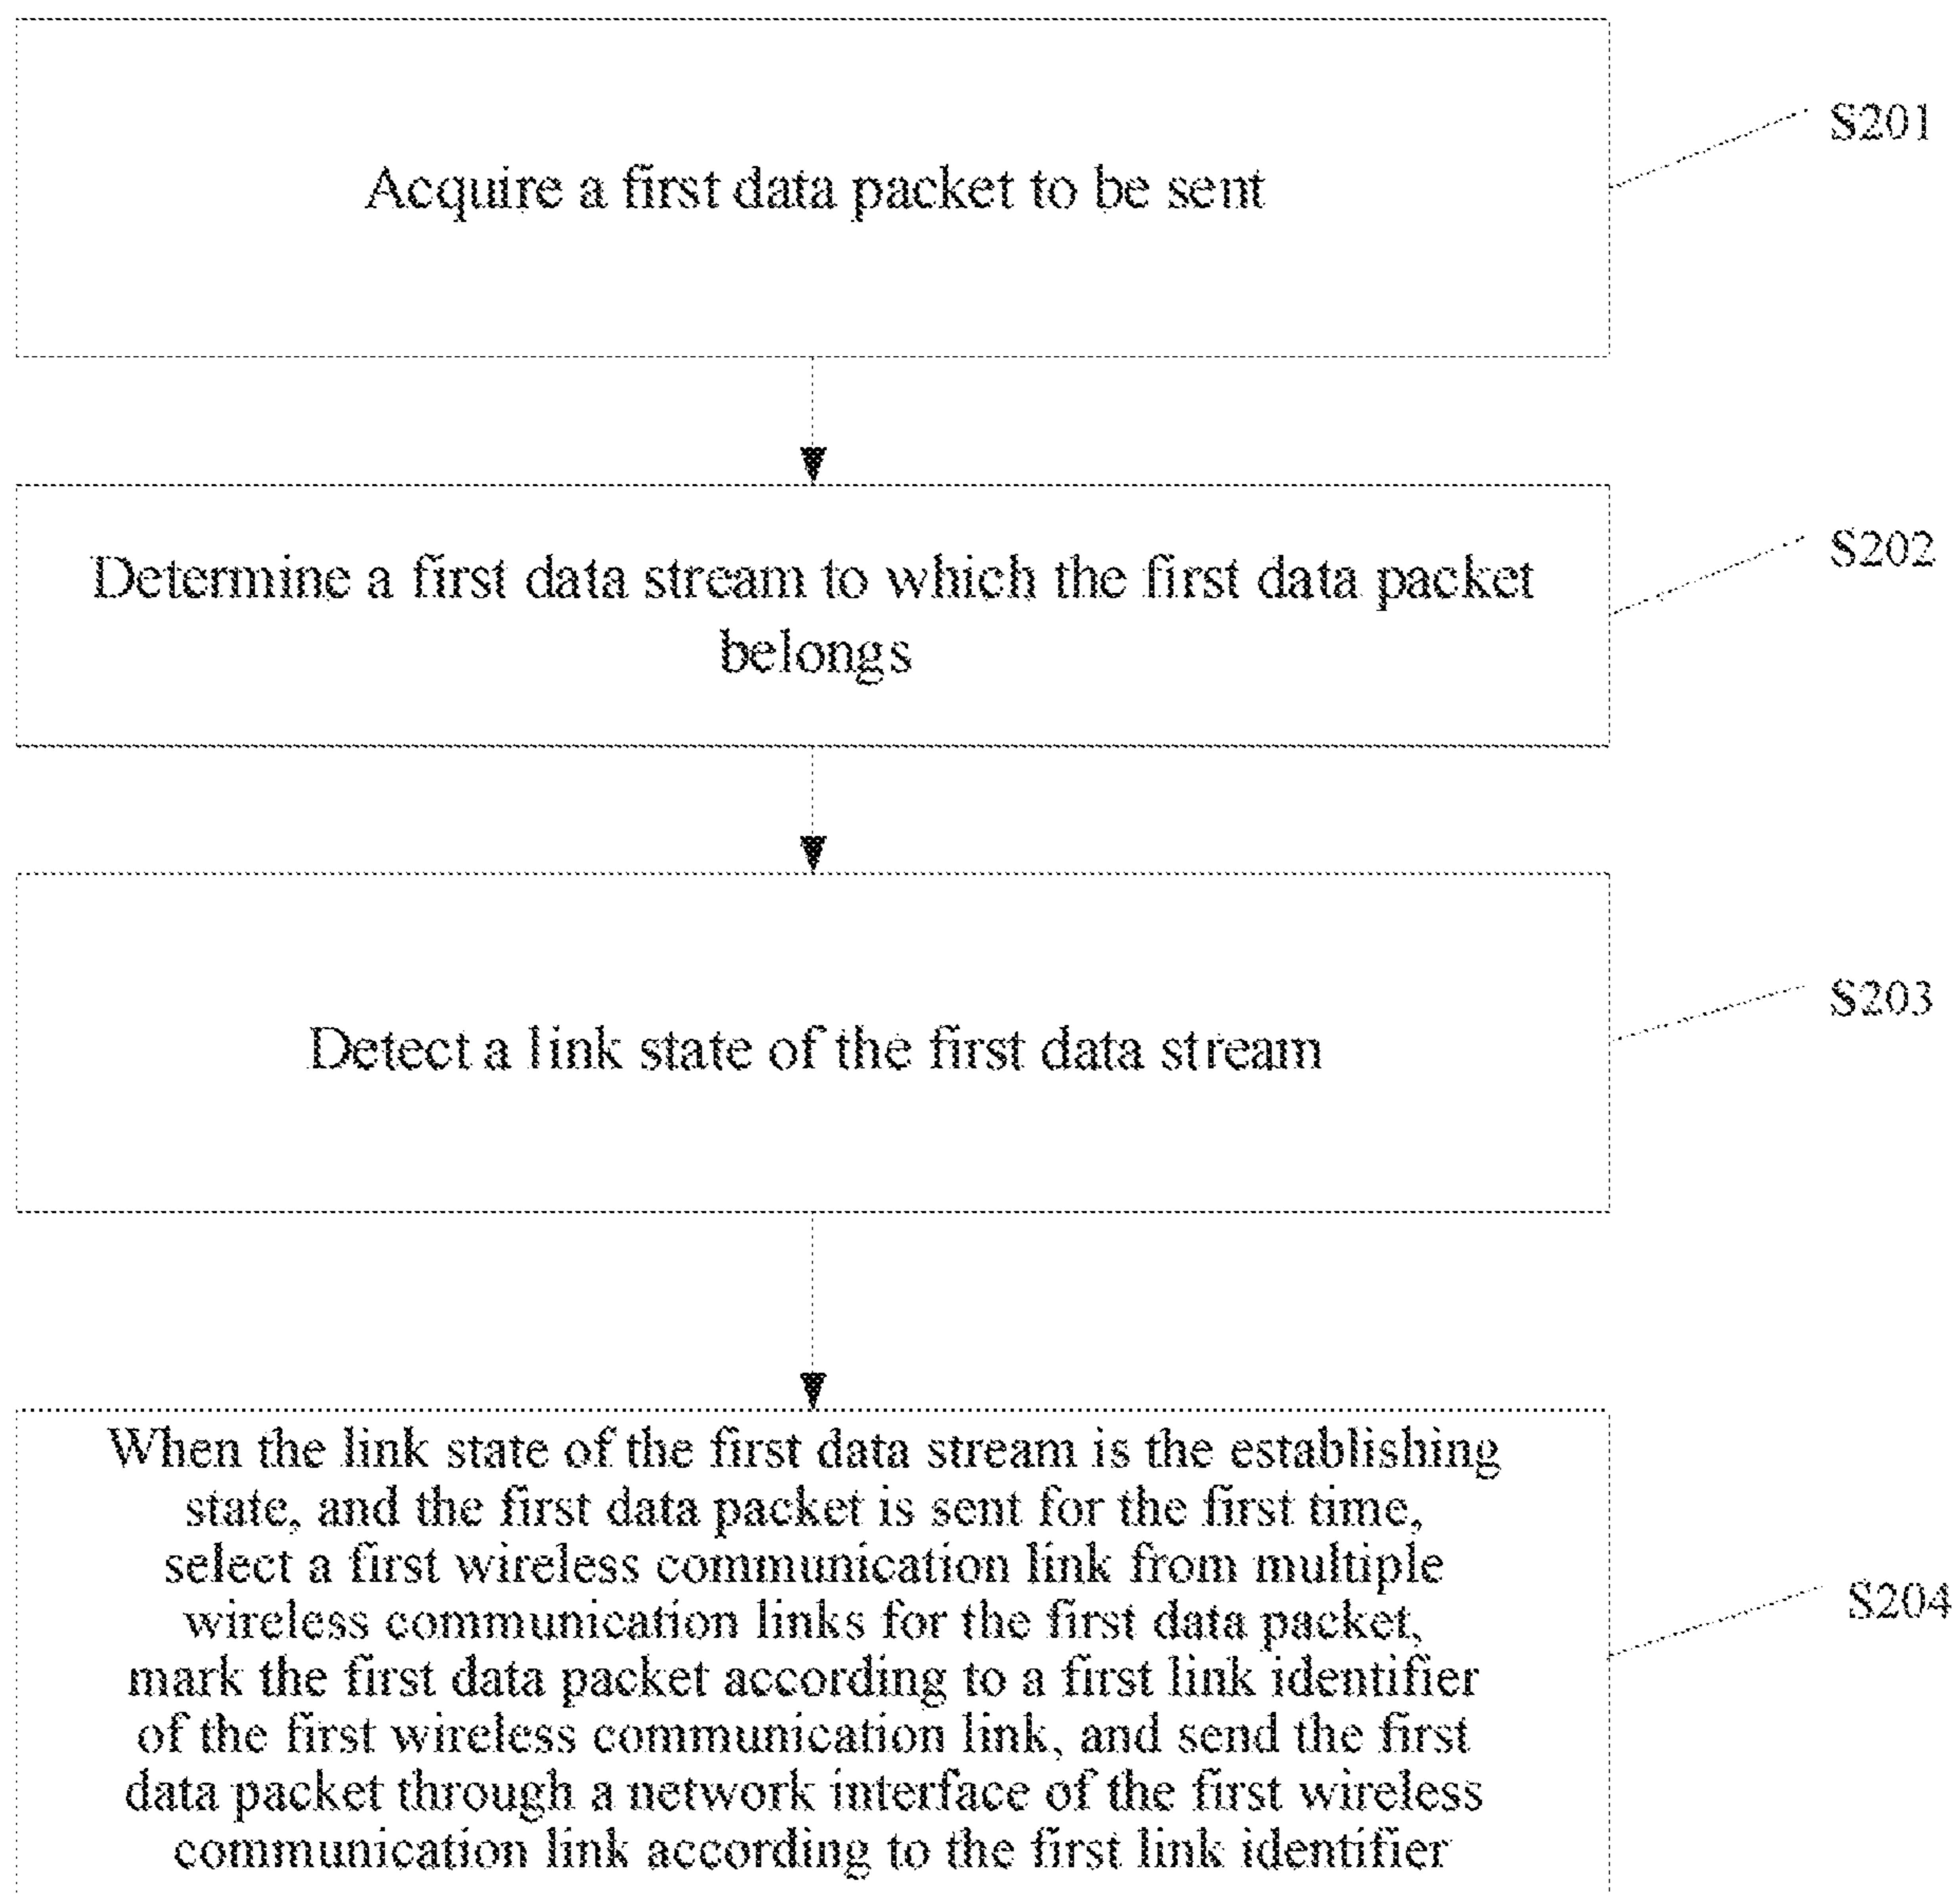 Acquire a first data packet to be sent
S201
Determine a first data stream to which the first data packet
belongs
S202
Detect a link state of the first data stream
S203
When the link state of the first data stream is the establishing
state, and the first data packet is sent for the first time,
select a first wireless communication link from multiple
wireless communication links for the first data packet,
mark the first data packet according to a first link identifier
of the first wireless communication link, and send the first
data packet through a network interface of the first wireless
communication link according to the first link identifier
S204